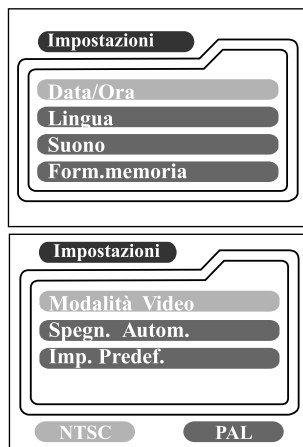 Impostazioni
Data/Ora
Lingua
Suono
Form.memoria
Impostazioni
Modalità Video
Spegn. Autom.
Imp. Predef.
NTSC PAL